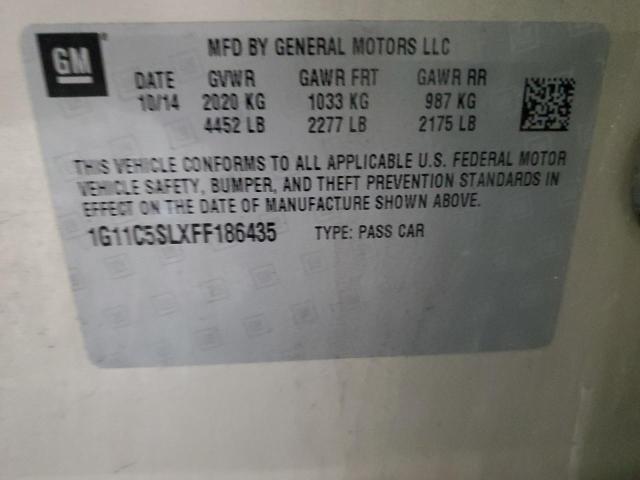 GM
MFD BY GENERAL MOTORS LLC
DATE GVWR GAWR FRT GAWR RR
10/14 2020 KG 1033 KG 987 KG
4452 LB 2277 LB 2175 LB
THIS VEHICLE CONFORMS TO ALL APPLICABLE U.S. FEDERAL MOTOR
VEHICLE SAFETY, BUMPER, AND THEFT PREVENTION STANDARDS IN
EFFECT ON THE DATE OF MANUFACTURE SHOWN ABOVE.
1G11C5SLXFF186435 TYPE: PASS CAR